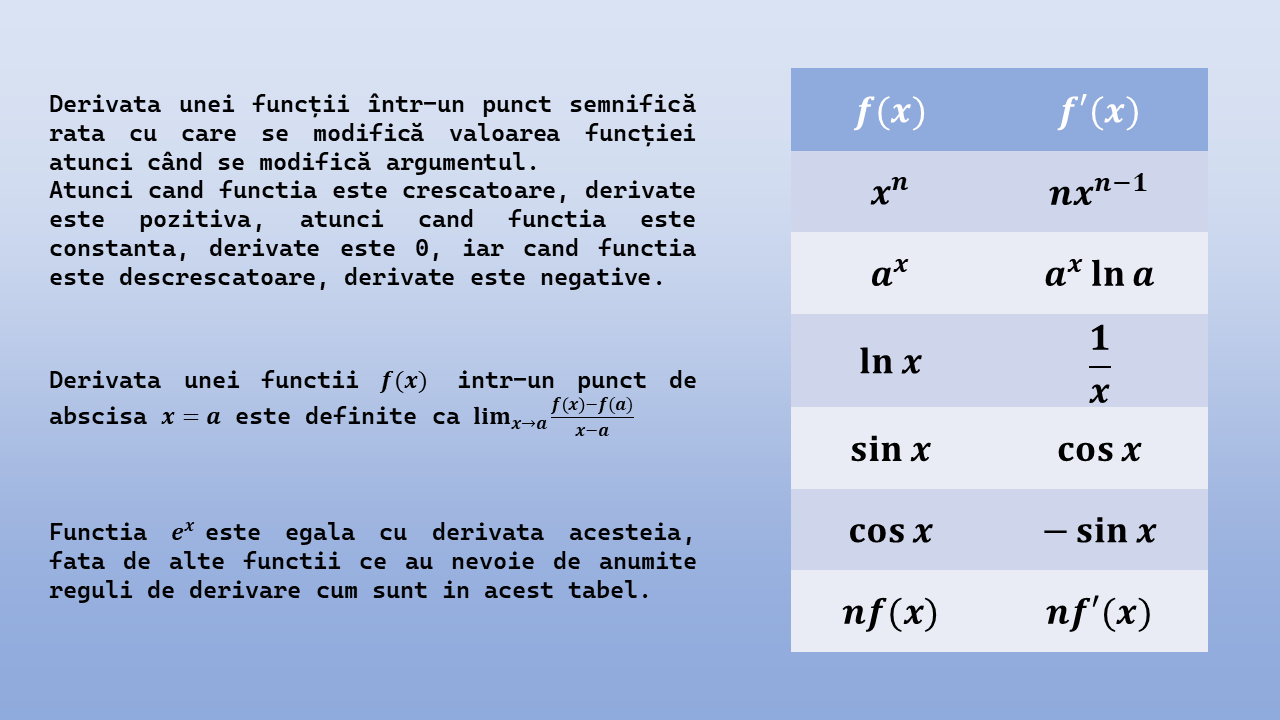 Derivata unei funcții într-un punct semnifică
rata cu care se modifică valoarea funcției
atunci când se modifică argumentul.
Atunci cand functia este crescatoare, derivate
este pozitiva, atunci cand functia este
constanta, derivate este 0, iar cand functia
este descrescatoare, derivate este negative.
Derivata unei functii f(x) intr-un punct de
abscisa x = a este definite ca lim_{x→a} \frac{f(x)−f(a)}{x−a}
Functia e^x este egala cu derivata acesteia,
fata de alte functii ce au nevoie de anumite
reguli de derivare cum sunt in acest tabel.
f(x) f′(x)
x^n nx^{n−1}
a^x a^x ln a
ln x \frac{1}{x}
sin x cos x
cos x − sin x
nf(x) nf′(x)